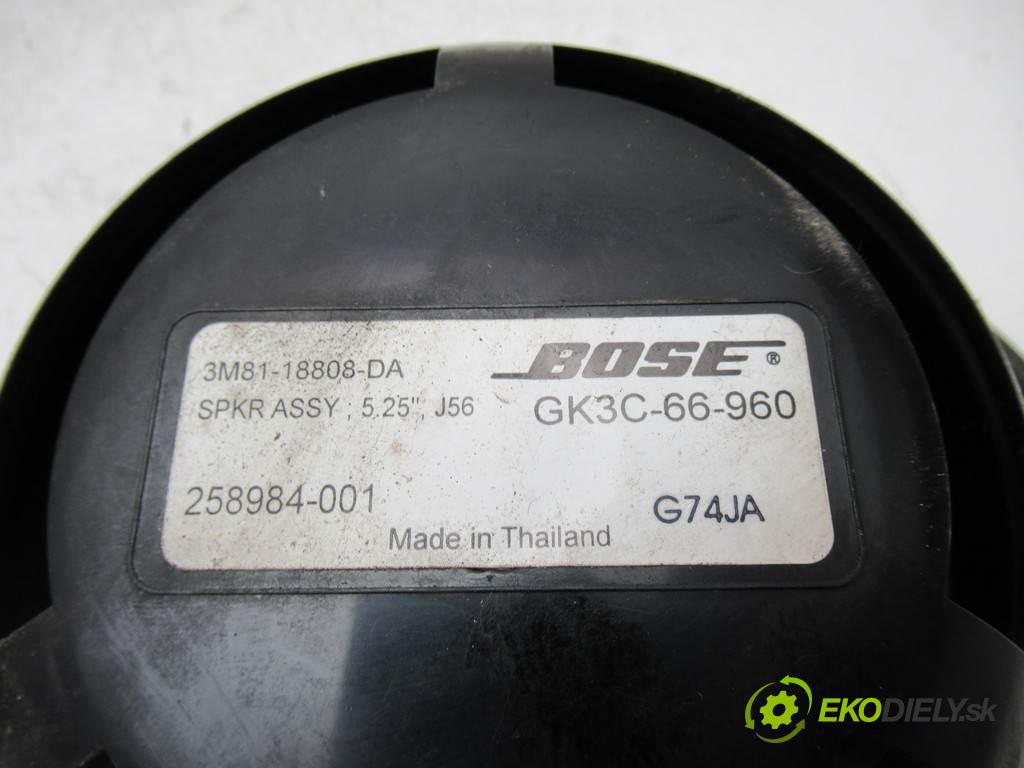 3M81-18808-DA
BOSE®
SPKR ASSY ; 5.25", J56
GK3C-66-960
258984-001
G74JA
Made in Thailand
EKODIELY.sk